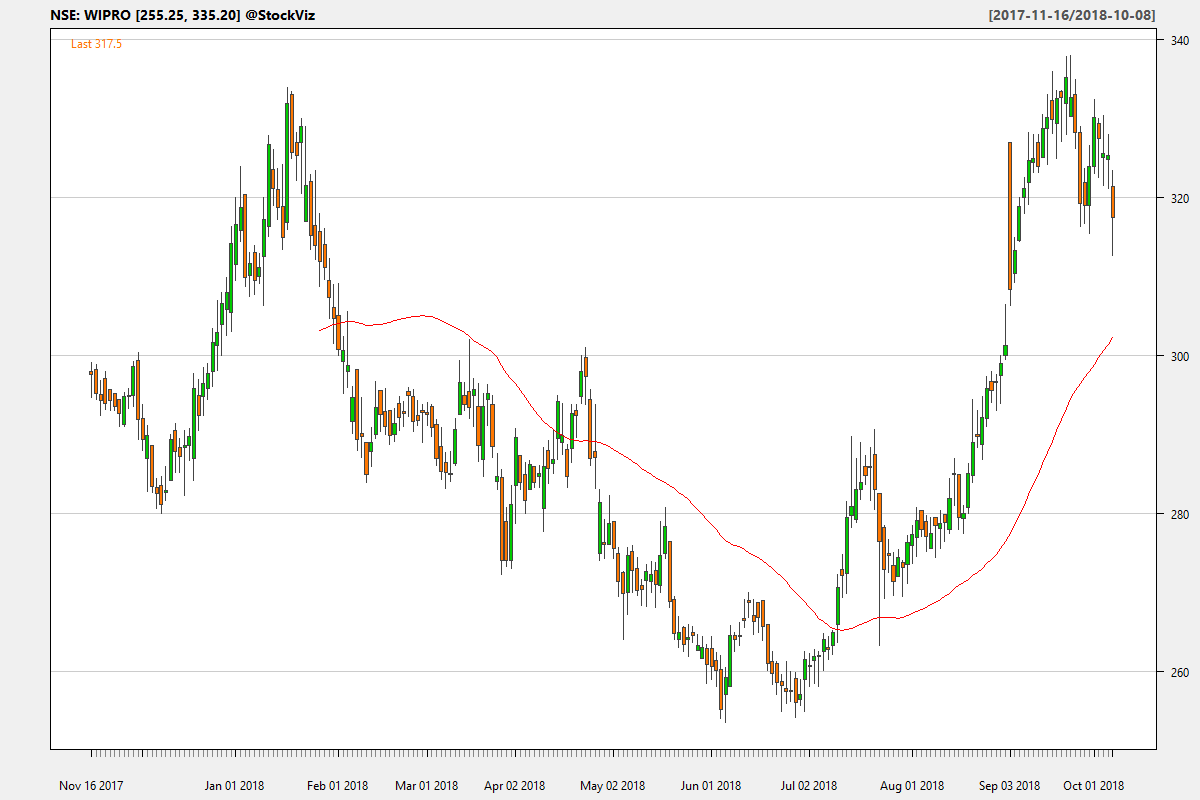 NSE: WIPRO [255.25, 335.20] @StockViz
[2017-11-16/2018-10-08]
Last 317.5
340
320
300
280
260
Nov 16 2017
Jan 01 2018
Feb 01 2018
Mar 01 2018
Apr 02 2018
May 02 2018
Jun 01 2018
Jul 02 2018
Aug 01 2018
Sep 03 2018
Oct 01 2018